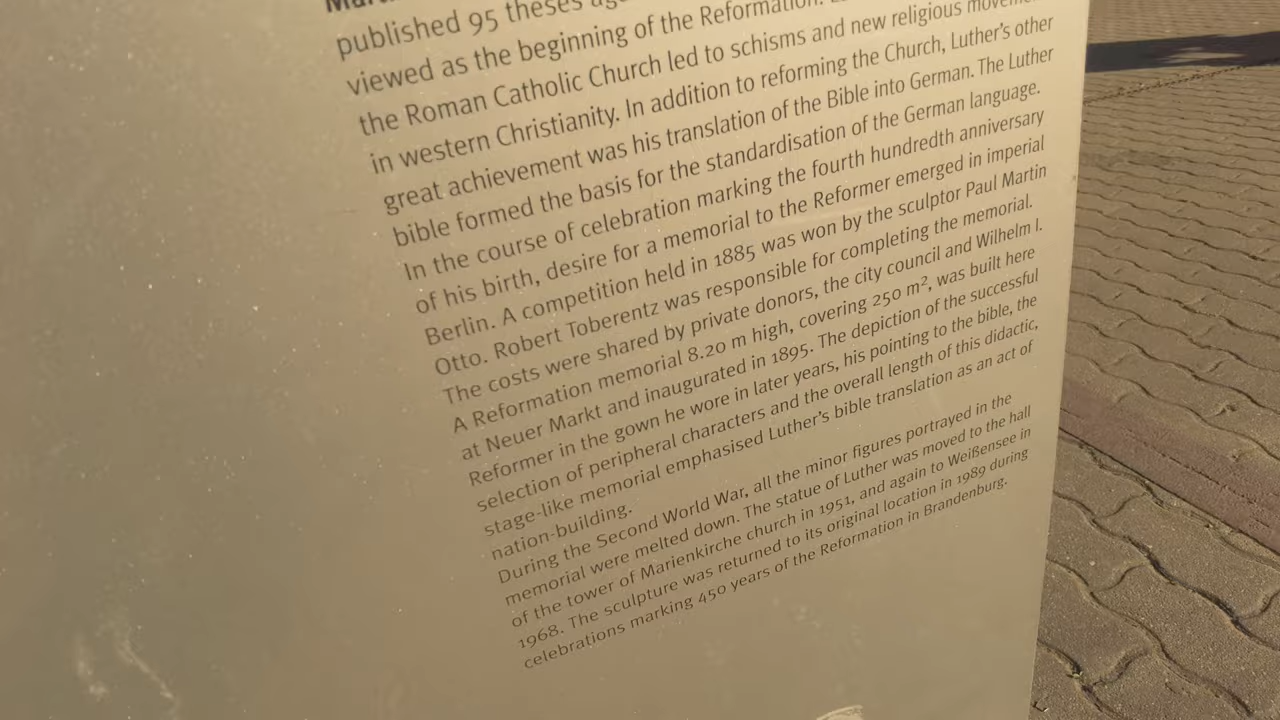 published 95 theses
viewed as the beginning of the Reformation.
the Roman Catholic Church led to schisms and new religious
in western Christianity. In addition to reforming the Church, Luther's other
great achievement was his translation of the Bible into German. The Luther
bible formed the basis for the standardisation of the German language.
In the course of celebration marking the fourth hundredth anniversary
of his birth, desire for a memorial to the Reformer emerged in imperial
Berlin. A competition held in 1885 was won by the sculptor Paul Martin
Otto. Robert Toberentz was responsible for completing the memorial.
The costs were shared by private donors, the city council and Wilhelm I.
A Reformation memorial 8.20 m high, covering 250 m², was built here
at Neuer Markt and inaugurated in 1895. The depiction of the successful
Reformer in the gown he wore in later years, his pointing to the bible, the
selection of peripheral characters and the overall length of this didactic,
stage-like memorial emphasised Luther's bible translation as an act of
nation-building.
During the Second World War, all the minor figures portrayed in the
memorial were melted down. The statue of Luther was moved to the hall
of the tower of Marienkirche church in 1951, and again to Weißensee in
1968. The sculpture was returned to its original location in 1989 during
celebrations marking 450 years of the Reformation in Brandenburg.